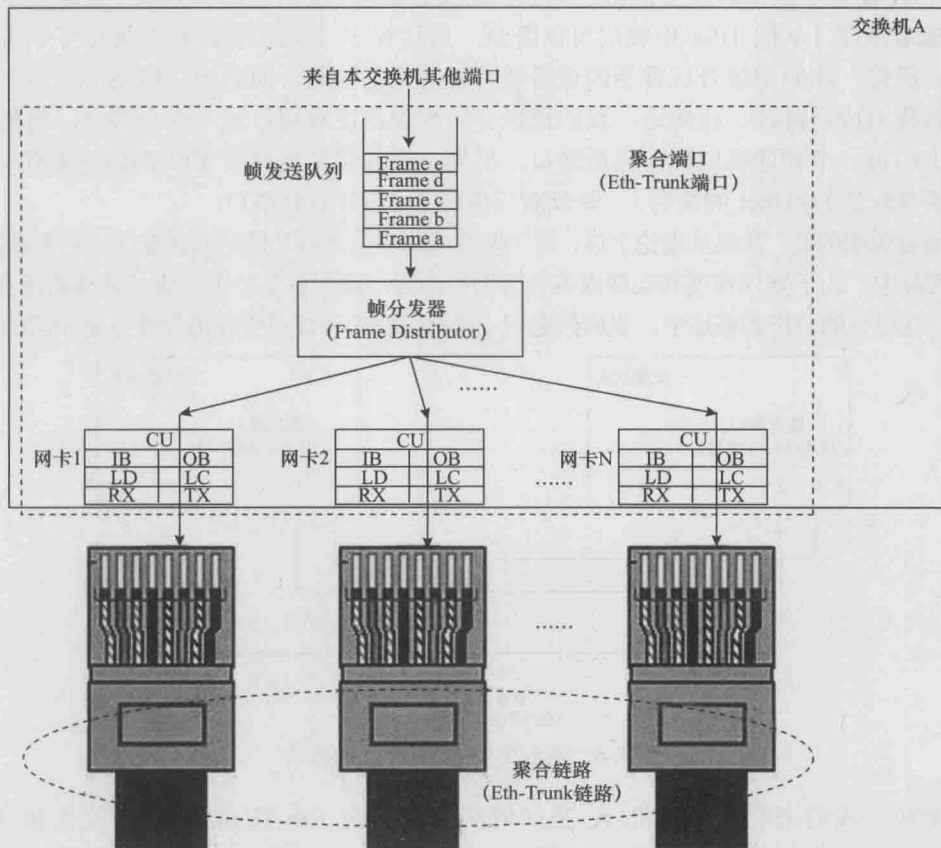 交换机A
来自本交换机其他端口
聚合端口
(Eth-Trunk端口)
帧发送队列
Frame e
Frame d
Frame c
Frame b
Frame a
帧分发器
(Frame Distributor)
……
网卡1
CU
IB OB
LD LC
RX TX
网卡2
CU
IB OB
LD LC
RX TX
……
网卡N
CU
IB OB
LD LC
RX TX
……
聚合链路
(Eth-Trunk链路)